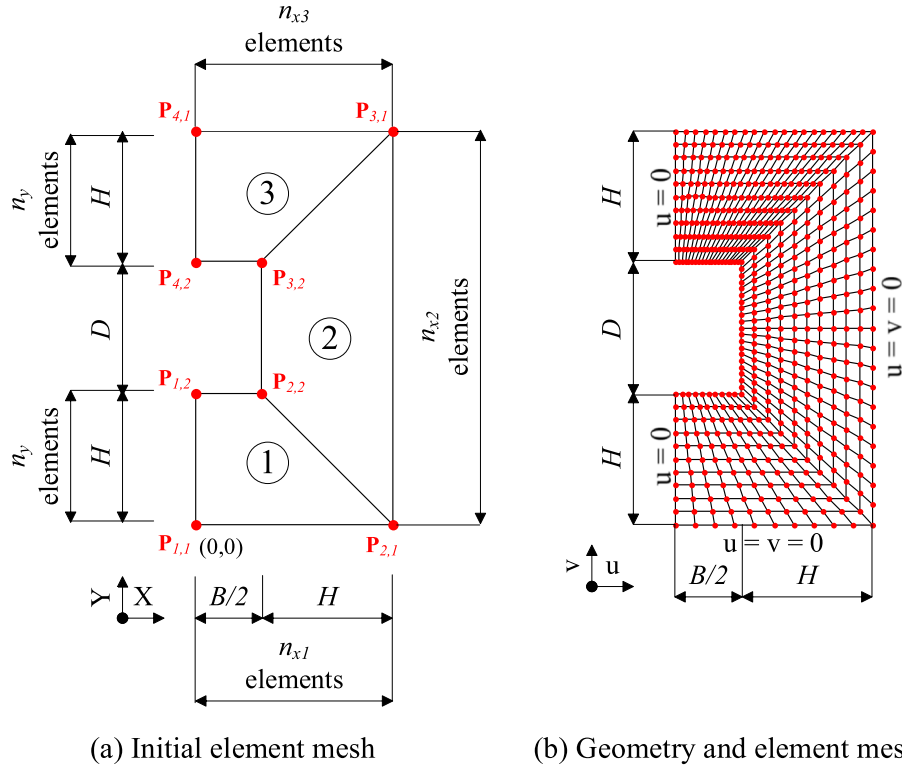 n_{x3}
elements
P_{4,1}
P_{3,1}
n_y
elements
H
3
P_{4,2}
P_{3,2}
D
2
n_{x2}
elements
P_{1,2}
P_{2,2}
n_y
elements
H
1
P_{1,1} (0,0)
P_{2,1}
Y
X
B/2
H
n_{x1}
elements
(a) Initial element mesh
H
u = 0
D
u = v = 0
H
u = 0
u = v = 0
v
u
B/2
H
(b) Geometry and element mes